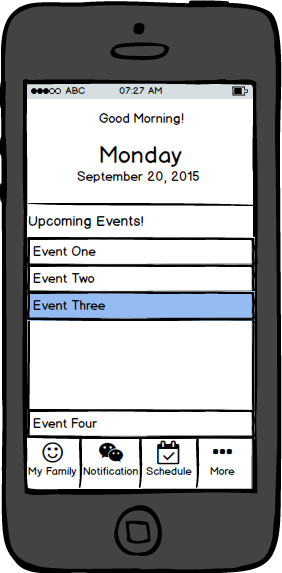 ABC 07:27 AM
Good Morning!
Monday
September 20, 2015
Upcoming Events!
Event One
Event Two
Event Three
Event Four
My Family Notification Schedule More